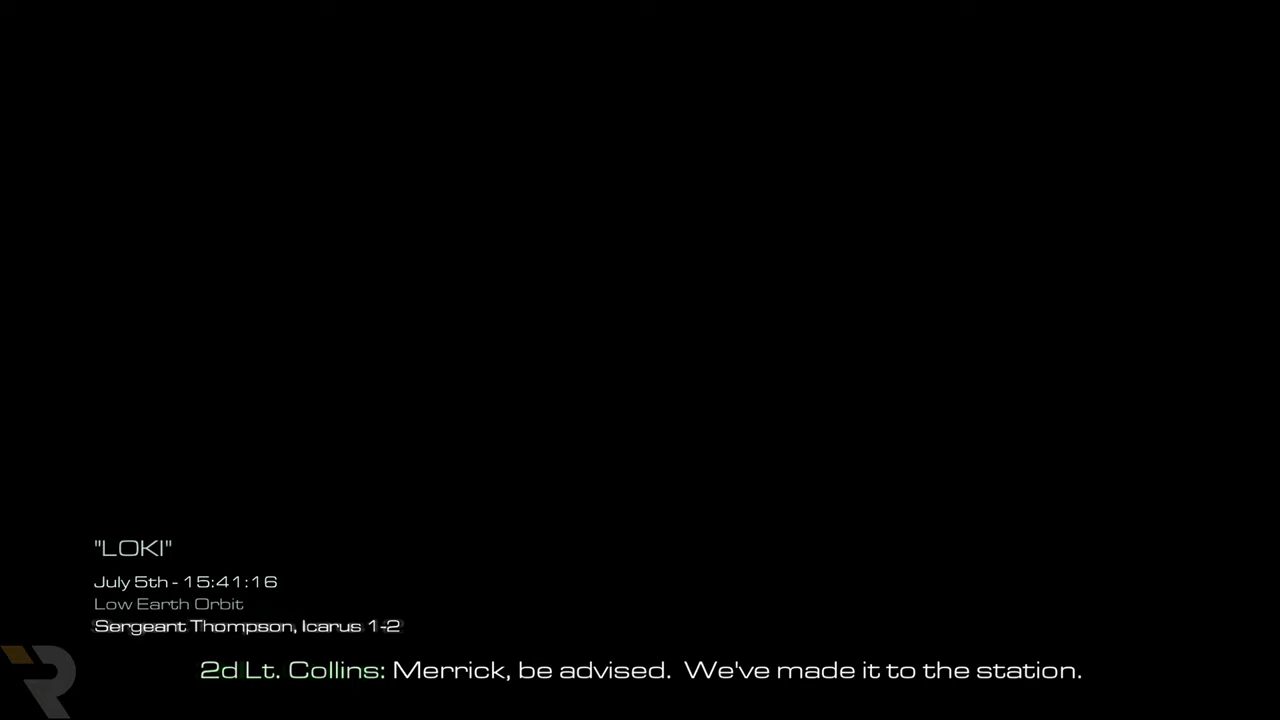 "LOKI"
July 5th - 15:41:16
Low Earth Orbit
Sergeant Thompson, Icarus 1-2
2d Lt. Collins: Merrick, be advised.  We've made it to the station.